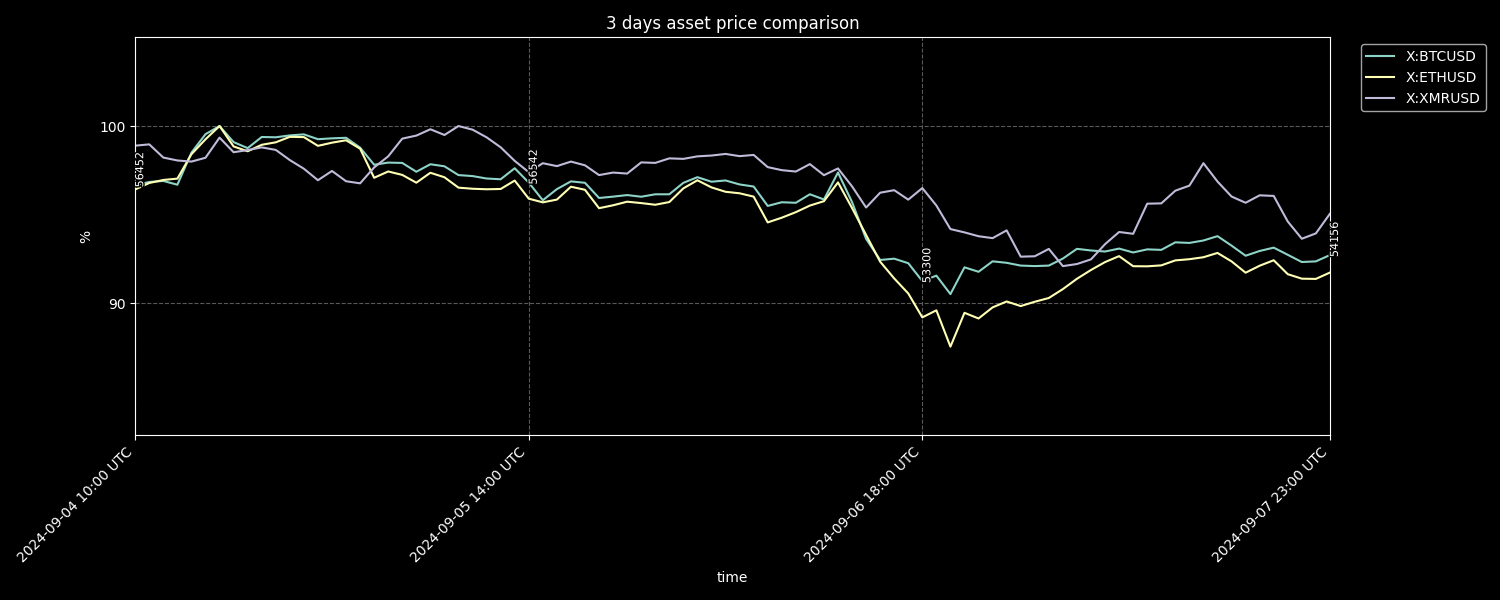 3 days asset price comparison
X:BTCUSD
X:ETHUSD
X:XMRUSD
100
90
%
56452
56542
53300
54156
2024-09-04 10:00 UTC
2024-09-05 14:00 UTC
2024-09-06 18:00 UTC
2024-09-07 23:00 UTC
time